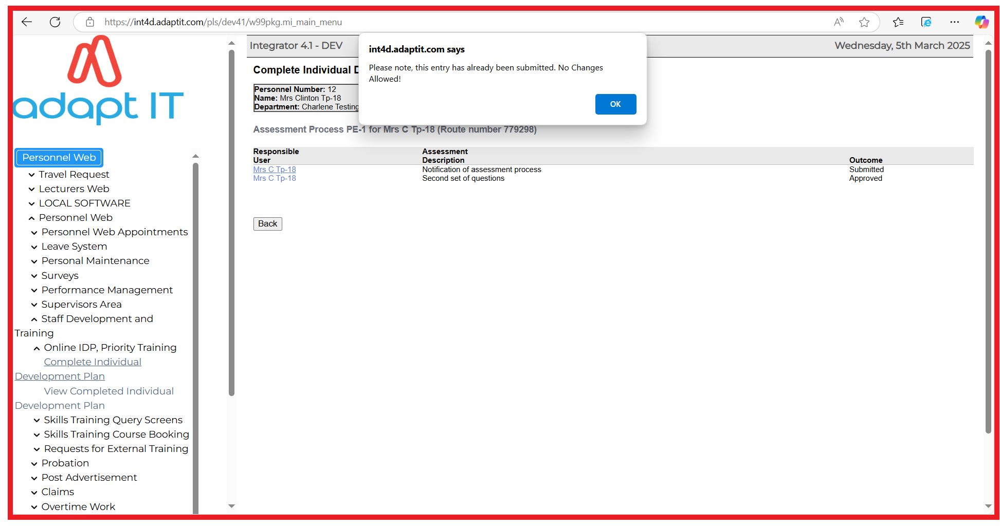 https://int4d.adaptit.com/pls/dev41/w99pkg.mi_main_menu
adapt IT
Personnel Web
Travel Request
Lecturers Web
LOCAL SOFTWARE
Personnel Web
Personnel Web Appointments
Leave System
Personal Maintenance
Surveys
Performance Management
Supervisors Area
Staff Development and
Training
Online IDP, Priority Training
Complete Individual
Development Plan
View Completed Individual
Development Plan
Skills Training Query Screens
Skills Training Course Booking
Requests for External Training
Probation
Post Advertisement
Claims
Overtime Work
Integrator 4.1 - DEV
Wednesday, 5th March 2025
int4d.adaptit.com says
Please note, this entry has already been submitted. No Changes
Allowed!
OK
Complete Individual
Personnel Number: 12
Name: Mrs Clinton Tp-18
Department: Charlene Testing
Assessment Process PE-1 for Mrs C Tp-18 (Route number 779298)
Responsible User Assessment Description Outcome
Mrs C Tp-18 Notification of assessment process Submitted
Mrs C Tp-18 Second set of questions Approved
Back